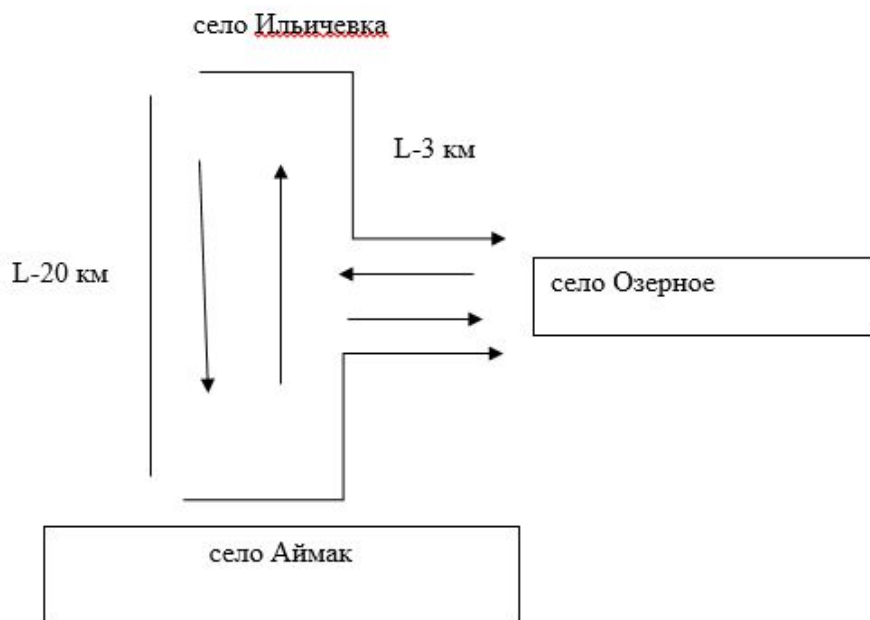 село Ильичевка
L-3 км
L-20 км
село Озерное
село Аймак